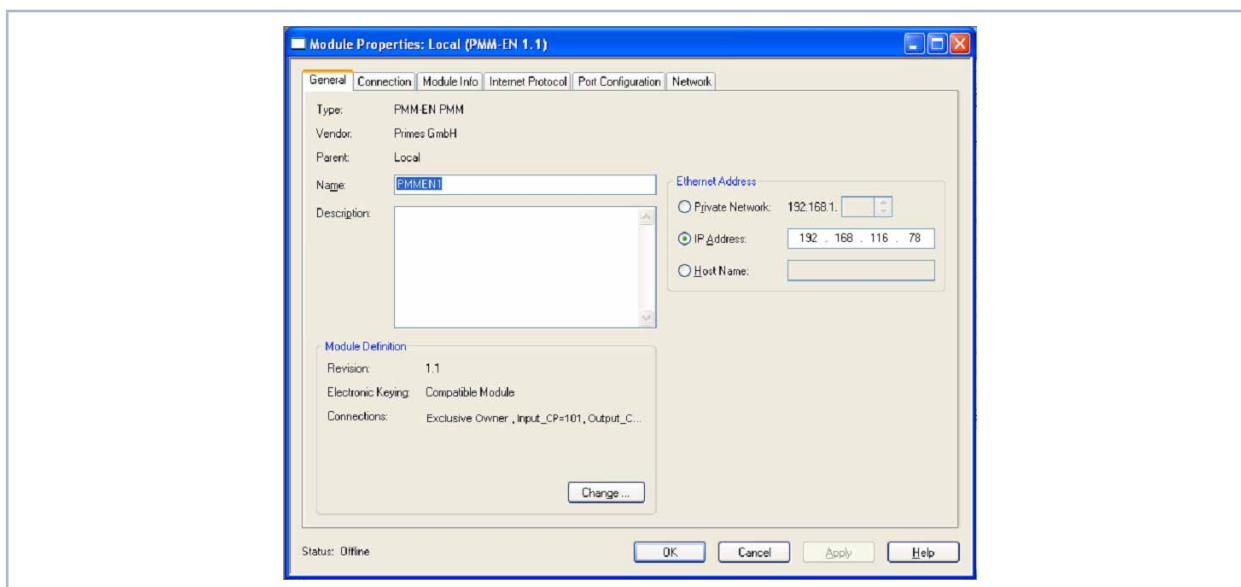 Module Properties: Local (PMM-EN 1.1)
General Connection Module Info Internet Protocol Port Configuration Network
Type: PMM-EN PMM
Vendor: Primes GmbH
Parent: Local
Name: PMMEN1
Description:
Ethernet Address
Private Network: 192.168.1.
IP Address: 192 . 168 . 116 . 78
Host Name:
Module Definition
Revision: 1.1
Electronic Keying: Compatible Module
Connections: Exclusive Owner , Input_CP=101, Output_C...
Change ...
Status: Offline
OK Cancel Apply Help